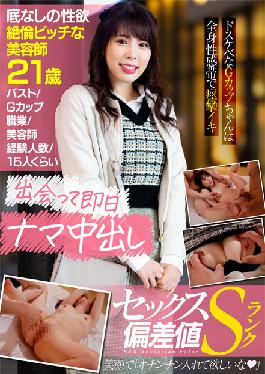 底なしの性欲
絶倫ビッチな
美容師
21歳
バスト/
Gカップ
職業/
美容師
経験人数/
15人くらい
ドスケベなGカップちゃんは
全身性感帯で痙攣イキ
出会って即日
ナマ中出し
セックス
偏差値
Sランク
笑顔で「オチンチン入れて欲しいな♥」